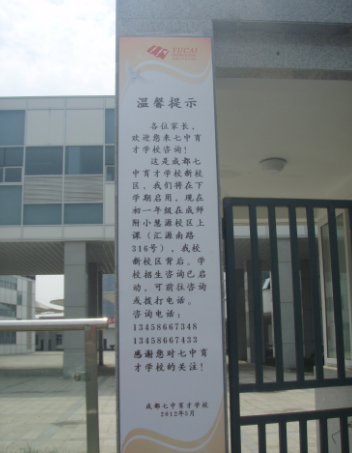 YUCAI
温馨提示
各位家长，
欢迎您来七中育
才学校咨询！
这是成都七
中育才学校新校
区，我们将在下
学期启用，现在
初一年级在成师
附小慧源校区上
课（汇源南路
316号），我校
新校区背后。学
校招生咨询已启
动，可前往咨询
或拨打电话。
咨询电话：
13458667348
13458667433
感谢您对七中育
才学校的关注！
成都七中育才学校
2012年5月